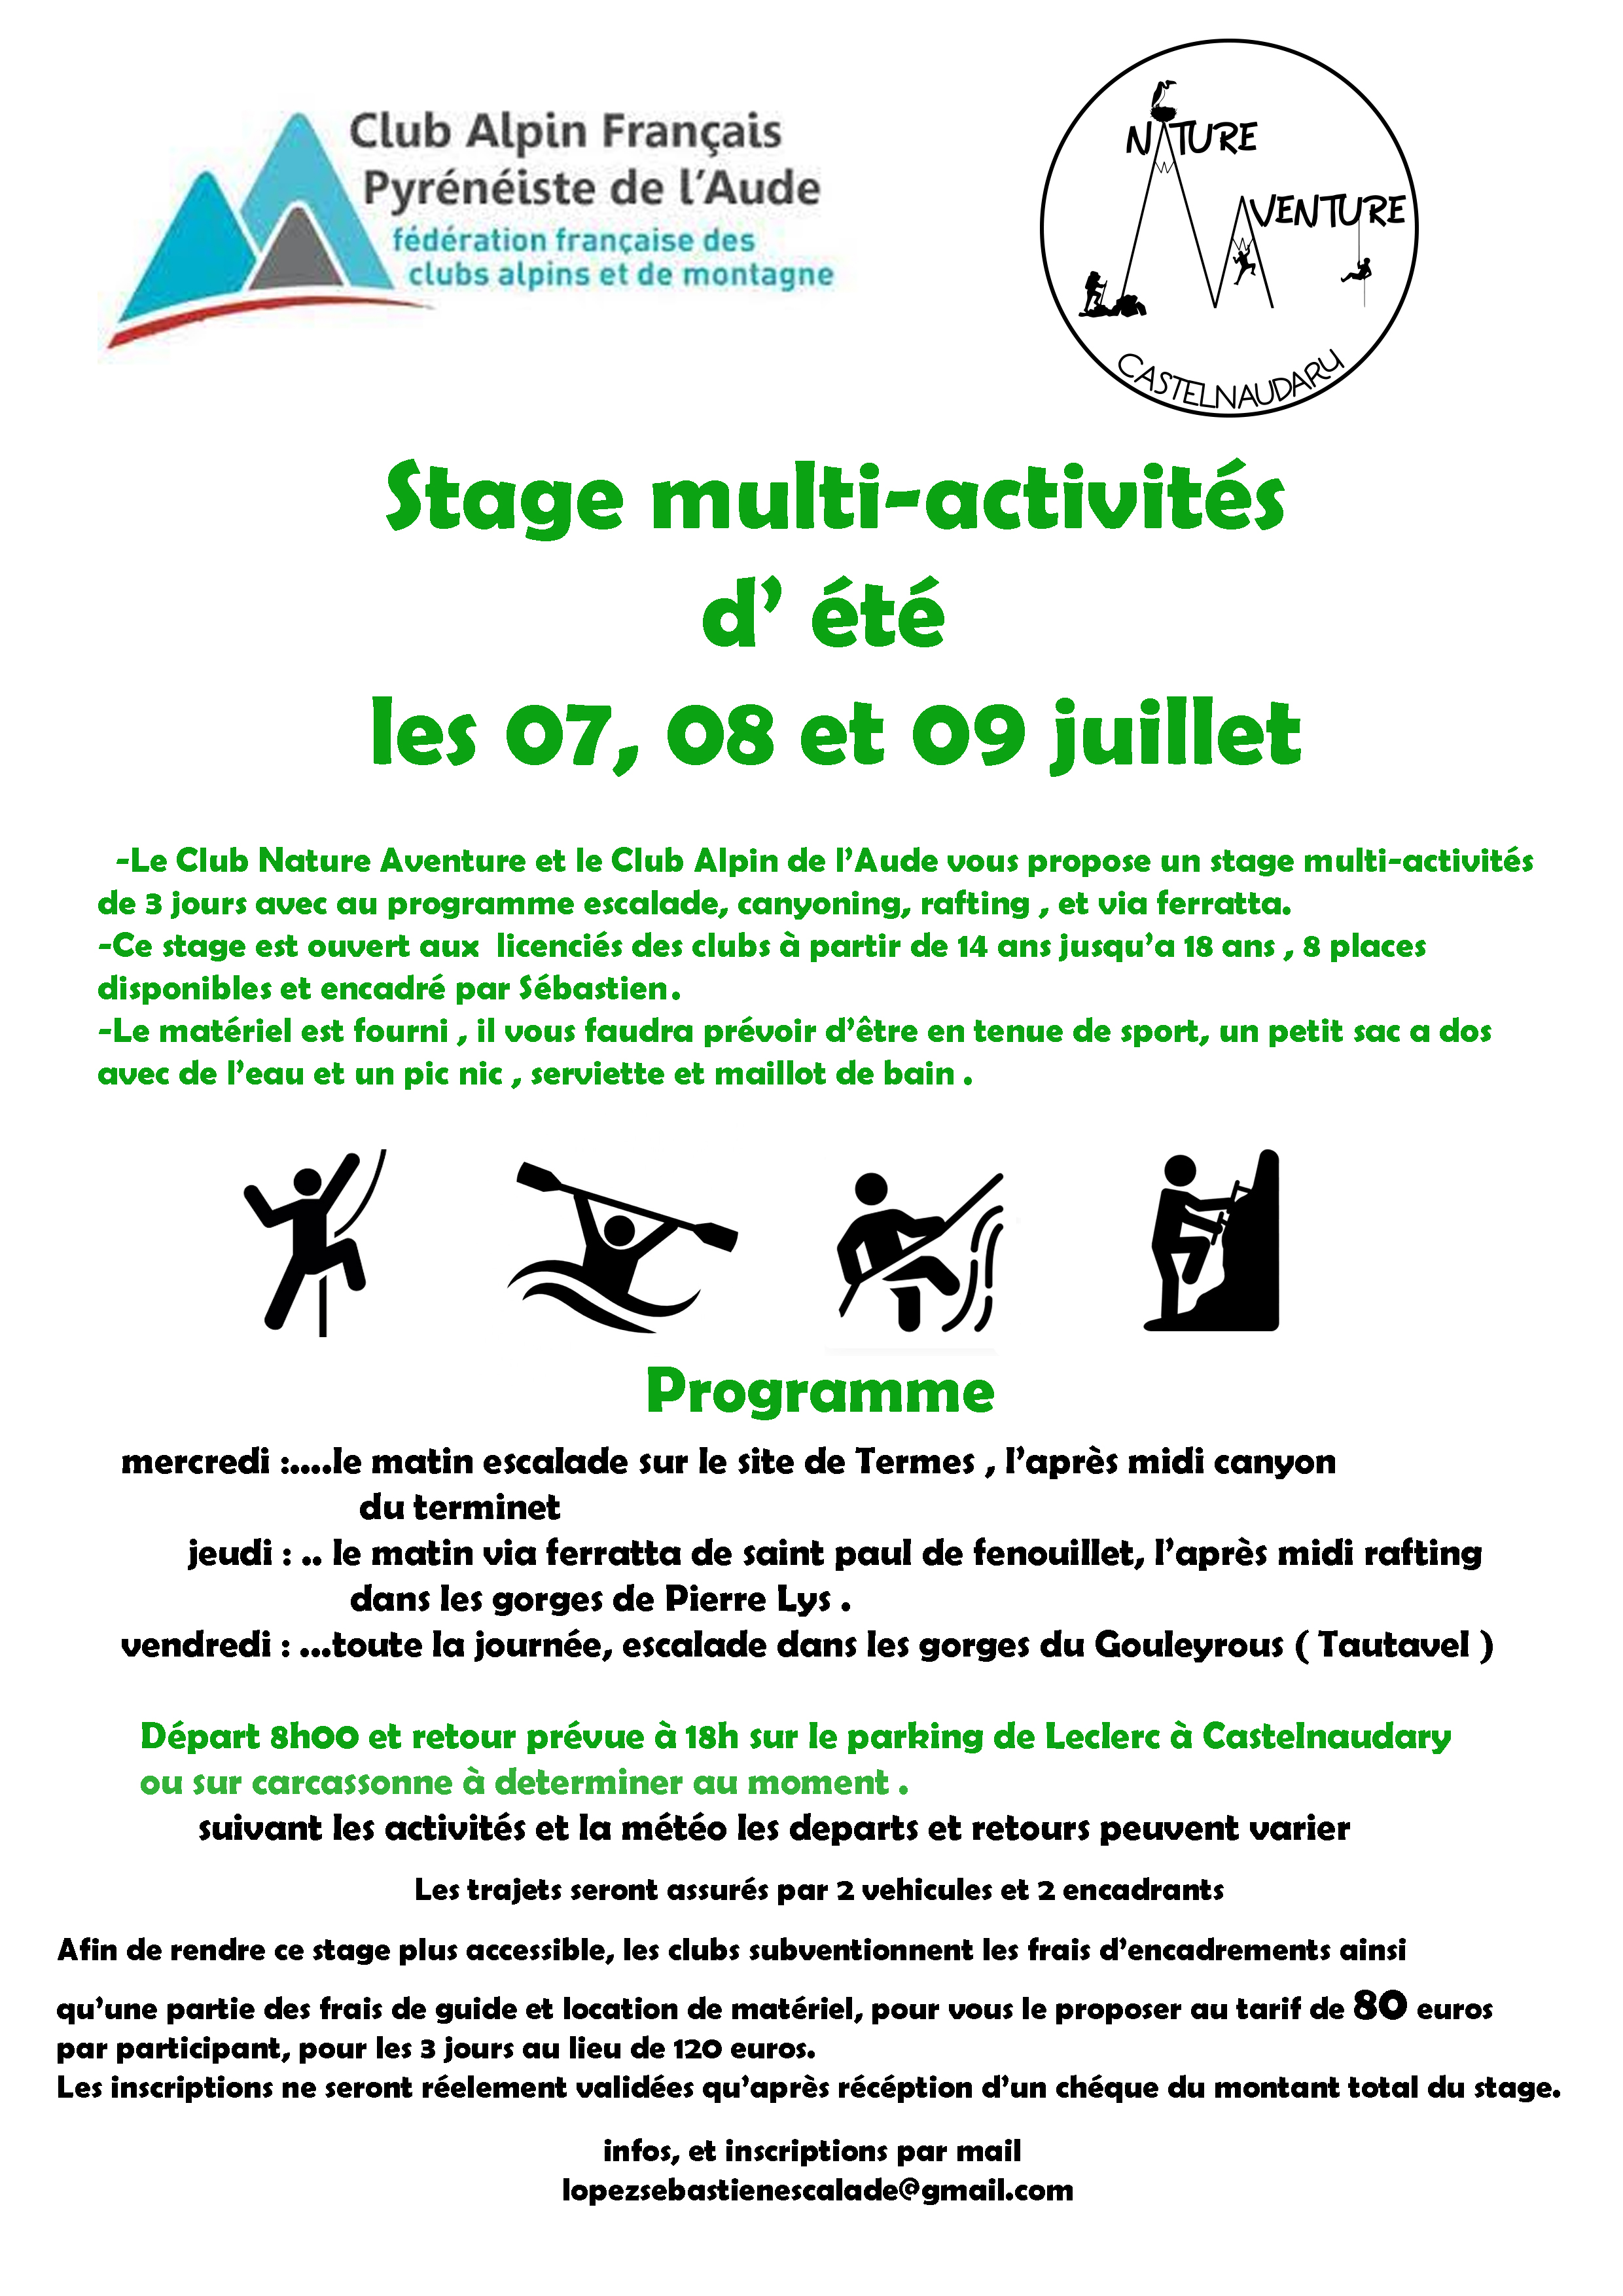 Club Alpin Français
Pyrénéiste de l'Aude
fédération française des
clubs alpins et de montagne
NATURE
AVENTURE
CASTELNAUDARY
Stage multi-activités
d' été
les 07, 08 et 09 juillet
-Le Club Nature Aventure et le Club Alpin de l'Aude vous propose un stage multi-activités
de 3 jours avec au programme escalade, canyoning, rafting , et via ferratta.
-Ce stage est ouvert aux  licenciés des clubs à partir de 14 ans jusqu'a 18 ans , 8 places
disponibles et encadré par Sébastien.
-Le matériel est fourni , il vous faudra prévoir d'être en tenue de sport, un petit sac a dos
avec de l'eau et un pic nic , serviette et maillot de bain .
Programme
mercredi :....le matin escalade sur le site de Termes , l'après midi canyon
du terminet
jeudi : .. le matin via ferratta de saint paul de fenouillet, l'après midi rafting
dans les gorges de Pierre Lys .
vendredi : ...toute la journée, escalade dans les gorges du Gouleyrous ( Tautavel )
Départ 8h00 et retour prévue à 18h sur le parking de Leclerc à Castelnaudary
ou sur carcassonne à determiner au moment .
suivant les activités et la météo les departs et retours peuvent varier
Les trajets seront assurés par 2 vehicules et 2 encadrants
Afin de rendre ce stage plus accessible, les clubs subventionnent les frais d'encadrements ainsi
qu'une partie des frais de guide et location de matériel, pour vous le proposer au tarif de 80 euros
par participant, pour les 3 jours au lieu de 120 euros.
Les inscriptions ne seront réelement validées qu'après récéption d'un chéque du montant total du stage.
infos, et inscriptions par mail
lopezsebastienescalade@gmail.com